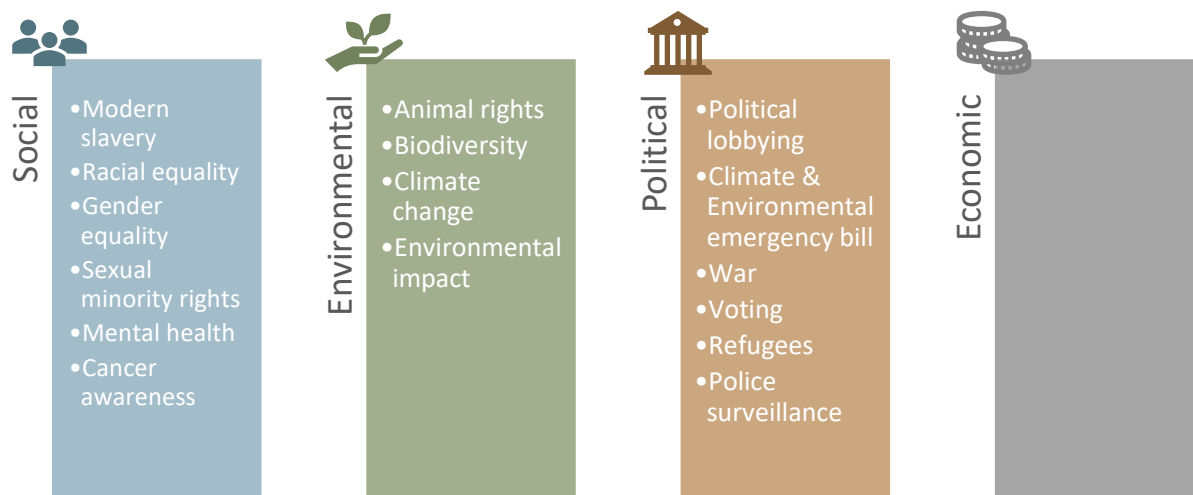 Social
•Modern
slavery
•Racial equality
•Gender
equality
•Sexual
minority rights
•Mental health
•Cancer
awareness
Environmental
•Animal rights
•Biodiversity
•Climate
change
•Environmental
impact
Political
•Political
lobbying
•Climate &
Environmental
emergency bill
•War
•Voting
•Refugees
•Police
surveillance
Economic